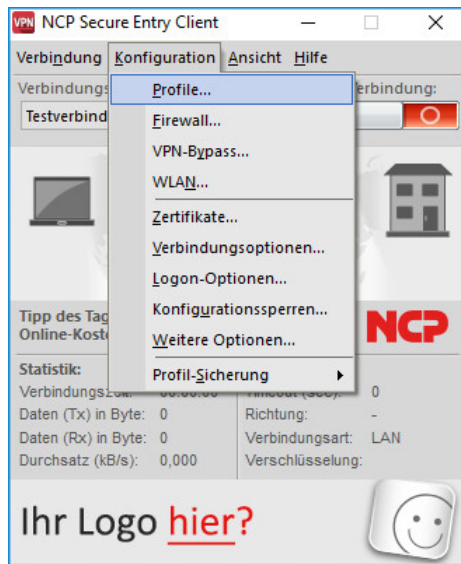 VPN NCP Secure Entry Client
Verbindung Konfiguration Ansicht Hilfe
Profile...
Firewall...
VPN-Bypass...
WLAN...
Zertifikate...
Verbindungsoptionen...
Logon-Optionen...
Konfigurationssperren...
Weitere Optionen...
Profil-Sicherung
Testverbind
Tipp des Tag
Online-Kost
NCP
Statistik:
Daten (Tx) in Byte: 0
Daten (Rx) in Byte: 0
Durchsatz (kB/s): 0,000
0
Richtung: -
Verbindungsart: LAN
Verschlüsselung:
Ihr Logo hier?